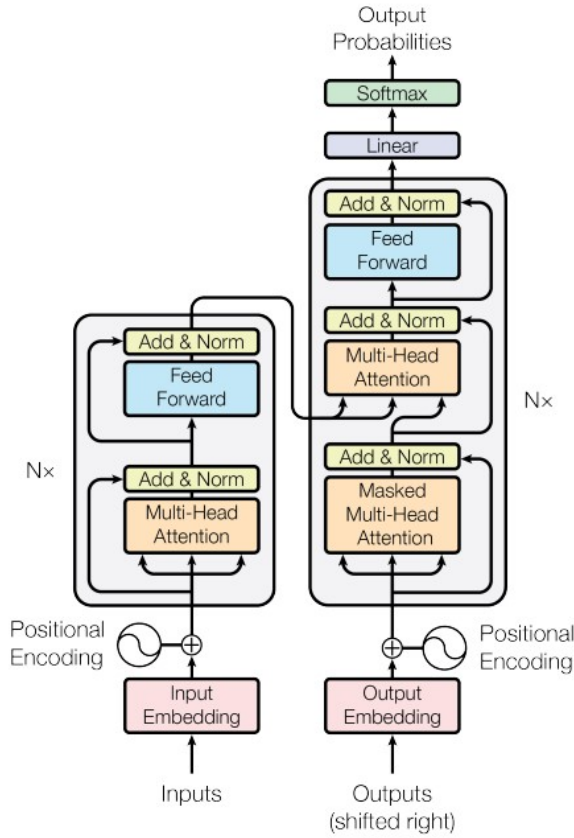 Output
Probabilities
Softmax
Linear
Add & Norm
Feed
Forward
Add & Norm
Multi-Head
Attention
Nx
Add & Norm
Masked
Multi-Head
Attention
Positional
Encoding
Output
Embedding
Outputs
(shifted right)
Add & Norm
Feed
Forward
Nx
Add & Norm
Multi-Head
Attention
Positional
Encoding
Input
Embedding
Inputs